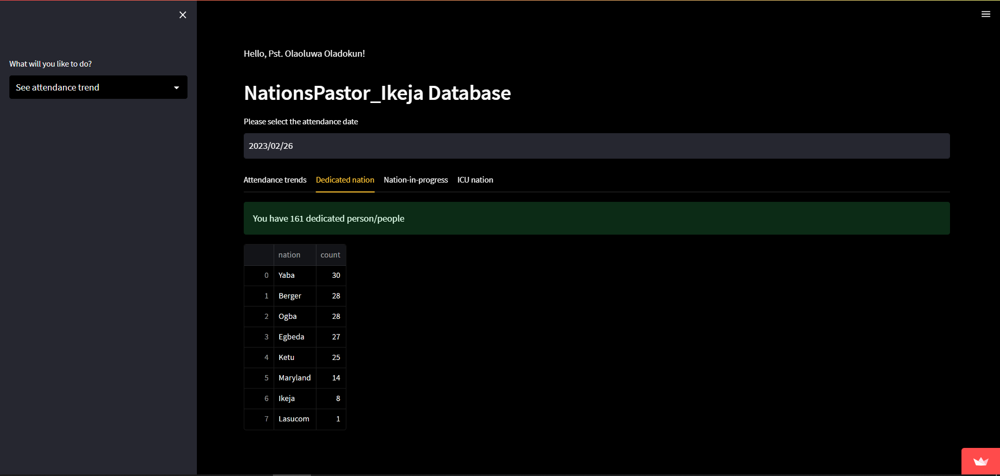 What will you like to do?
See attendance trend
Hello, Pst. Olaoluwa Oladokun!
NationsPastor_Ikeja Database
Please select the attendance date
2023/02/26
Attendance trends Dedicated nation Nation-in-progress ICU nation
You have 161 dedicated person/people
nation count
0 Yaba 30
1 Berger 28
2 Ogba 28
3 Egbeda 27
4 Ketu 25
5 Maryland 14
6 Ikeja 8
7 Lasucom 1